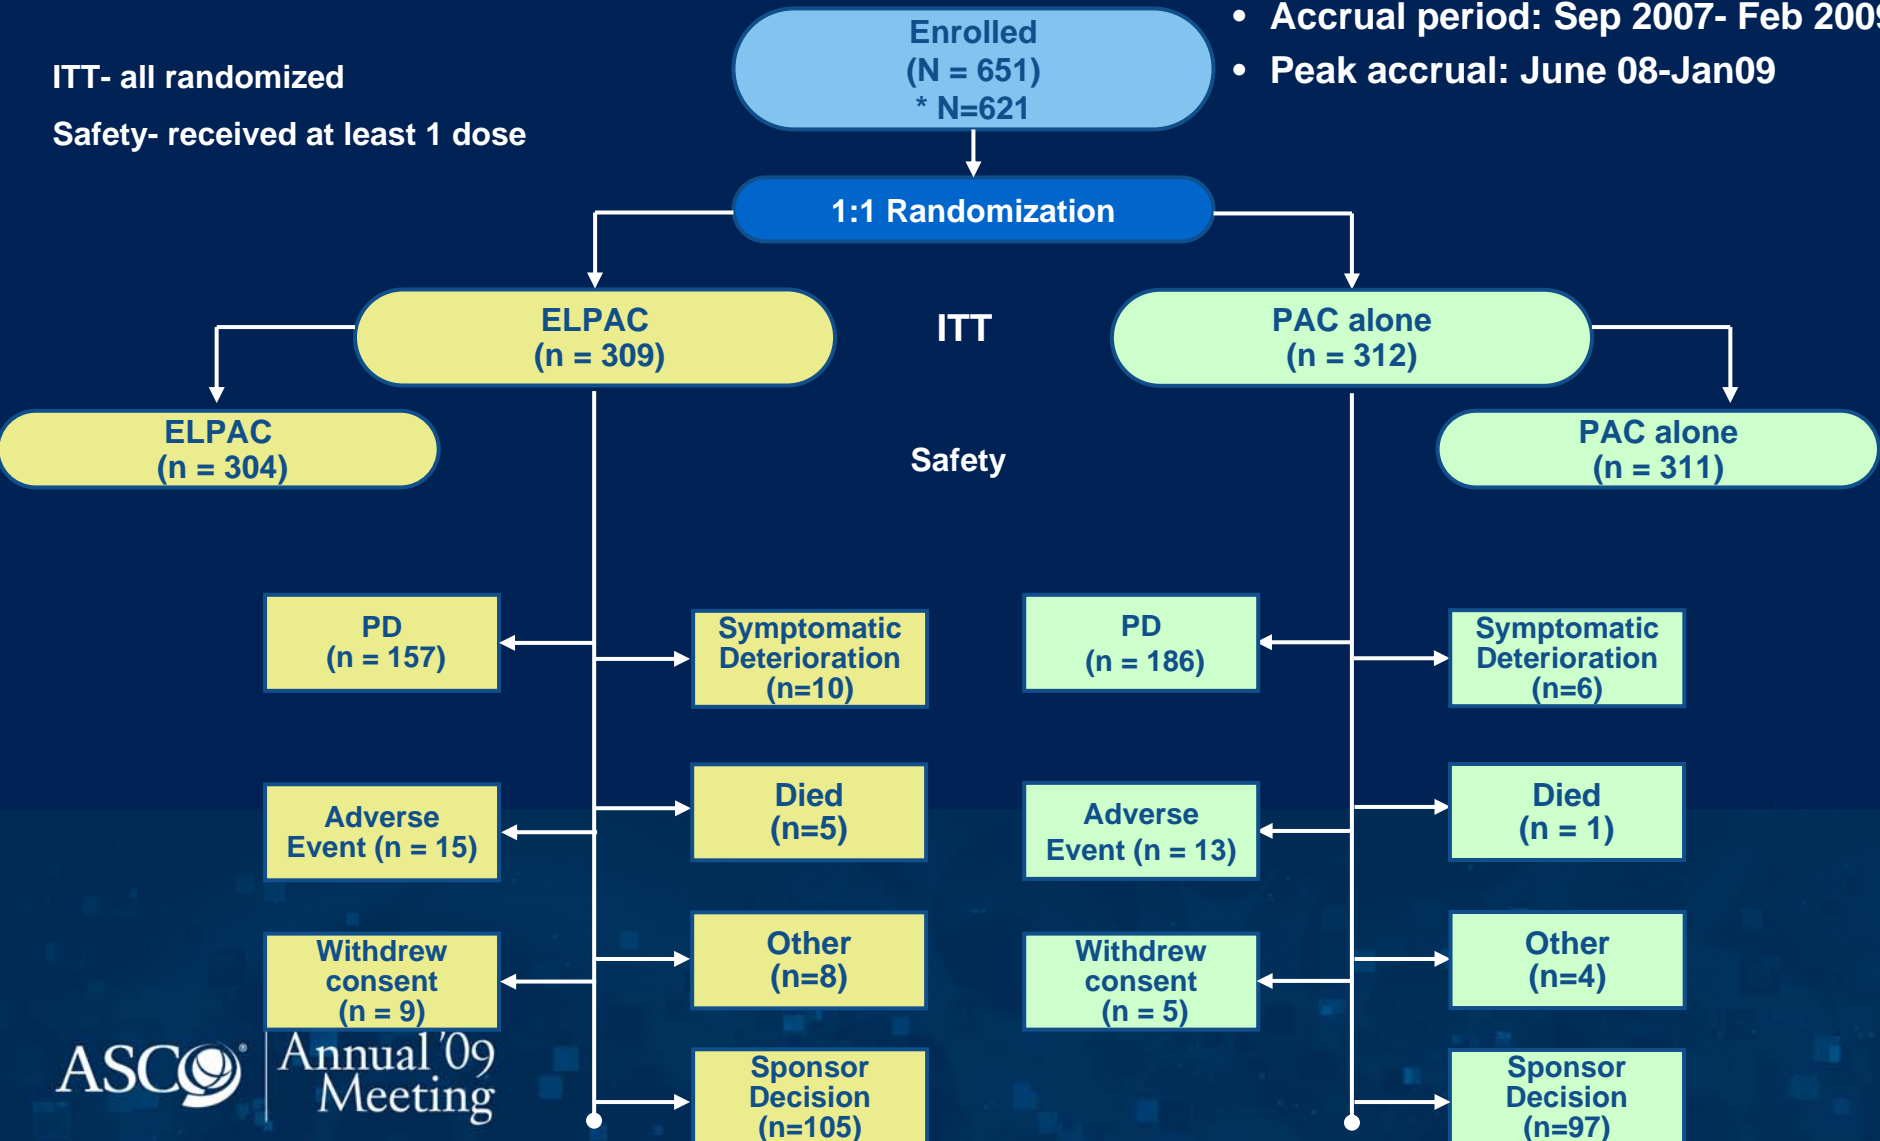 • Accrual period: Sep 2007- Feb 2009
• Peak accrual: June 08-Jan09
ITT- all randomized
Safety- received at least 1 dose
Enrolled
(N = 651)
* N=621
1:1 Randomization
ELPAC
(n = 309)
ITT
PAC alone
(n = 312)
ELPAC
(n = 304)
Safety
PAC alone
(n = 311)
PD
(n = 157)
Symptomatic
Deterioration
(n=10)
PD
(n = 186)
Symptomatic
Deterioration
(n=6)
Adverse
Event (n = 15)
Died
(n=5)
Adverse
Event (n = 13)
Died
(n = 1)
Withdrew
consent
(n = 9)
Other
(n=8)
Withdrew
consent
(n = 5)
Other
(n=4)
Sponsor
Decision
(n=105)
Sponsor
Decision
(n=97)
ASCO®
Annual '09
Meeting